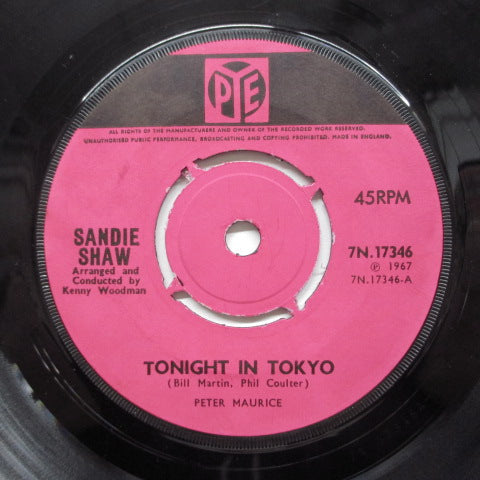 PYE
ALL RIGHTS OF THE MANUFACTURERS AND OWNER OF THE RECORDED WORK RESERVED.
UNAUTHORISED PUBLIC PERFORMANCE, BROADCASTING AND COPYING PROHIBITED. MADE IN ENGLAND.
45RPM
SANDIE
SHAW
Arranged and
Conducted by
Kenny Woodman
7N.17346
Ⓟ 1967
7N.17346-A
TONIGHT IN TOKYO
(Bill Martin, Phil Coulter)
PETER MAURICE